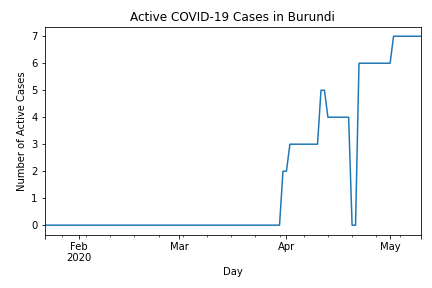 Active COVID-19 Cases in Burundi
Number of Active Cases
7
6
5
4
3
2
1
0
Feb
2020
Mar
Apr
May
Day